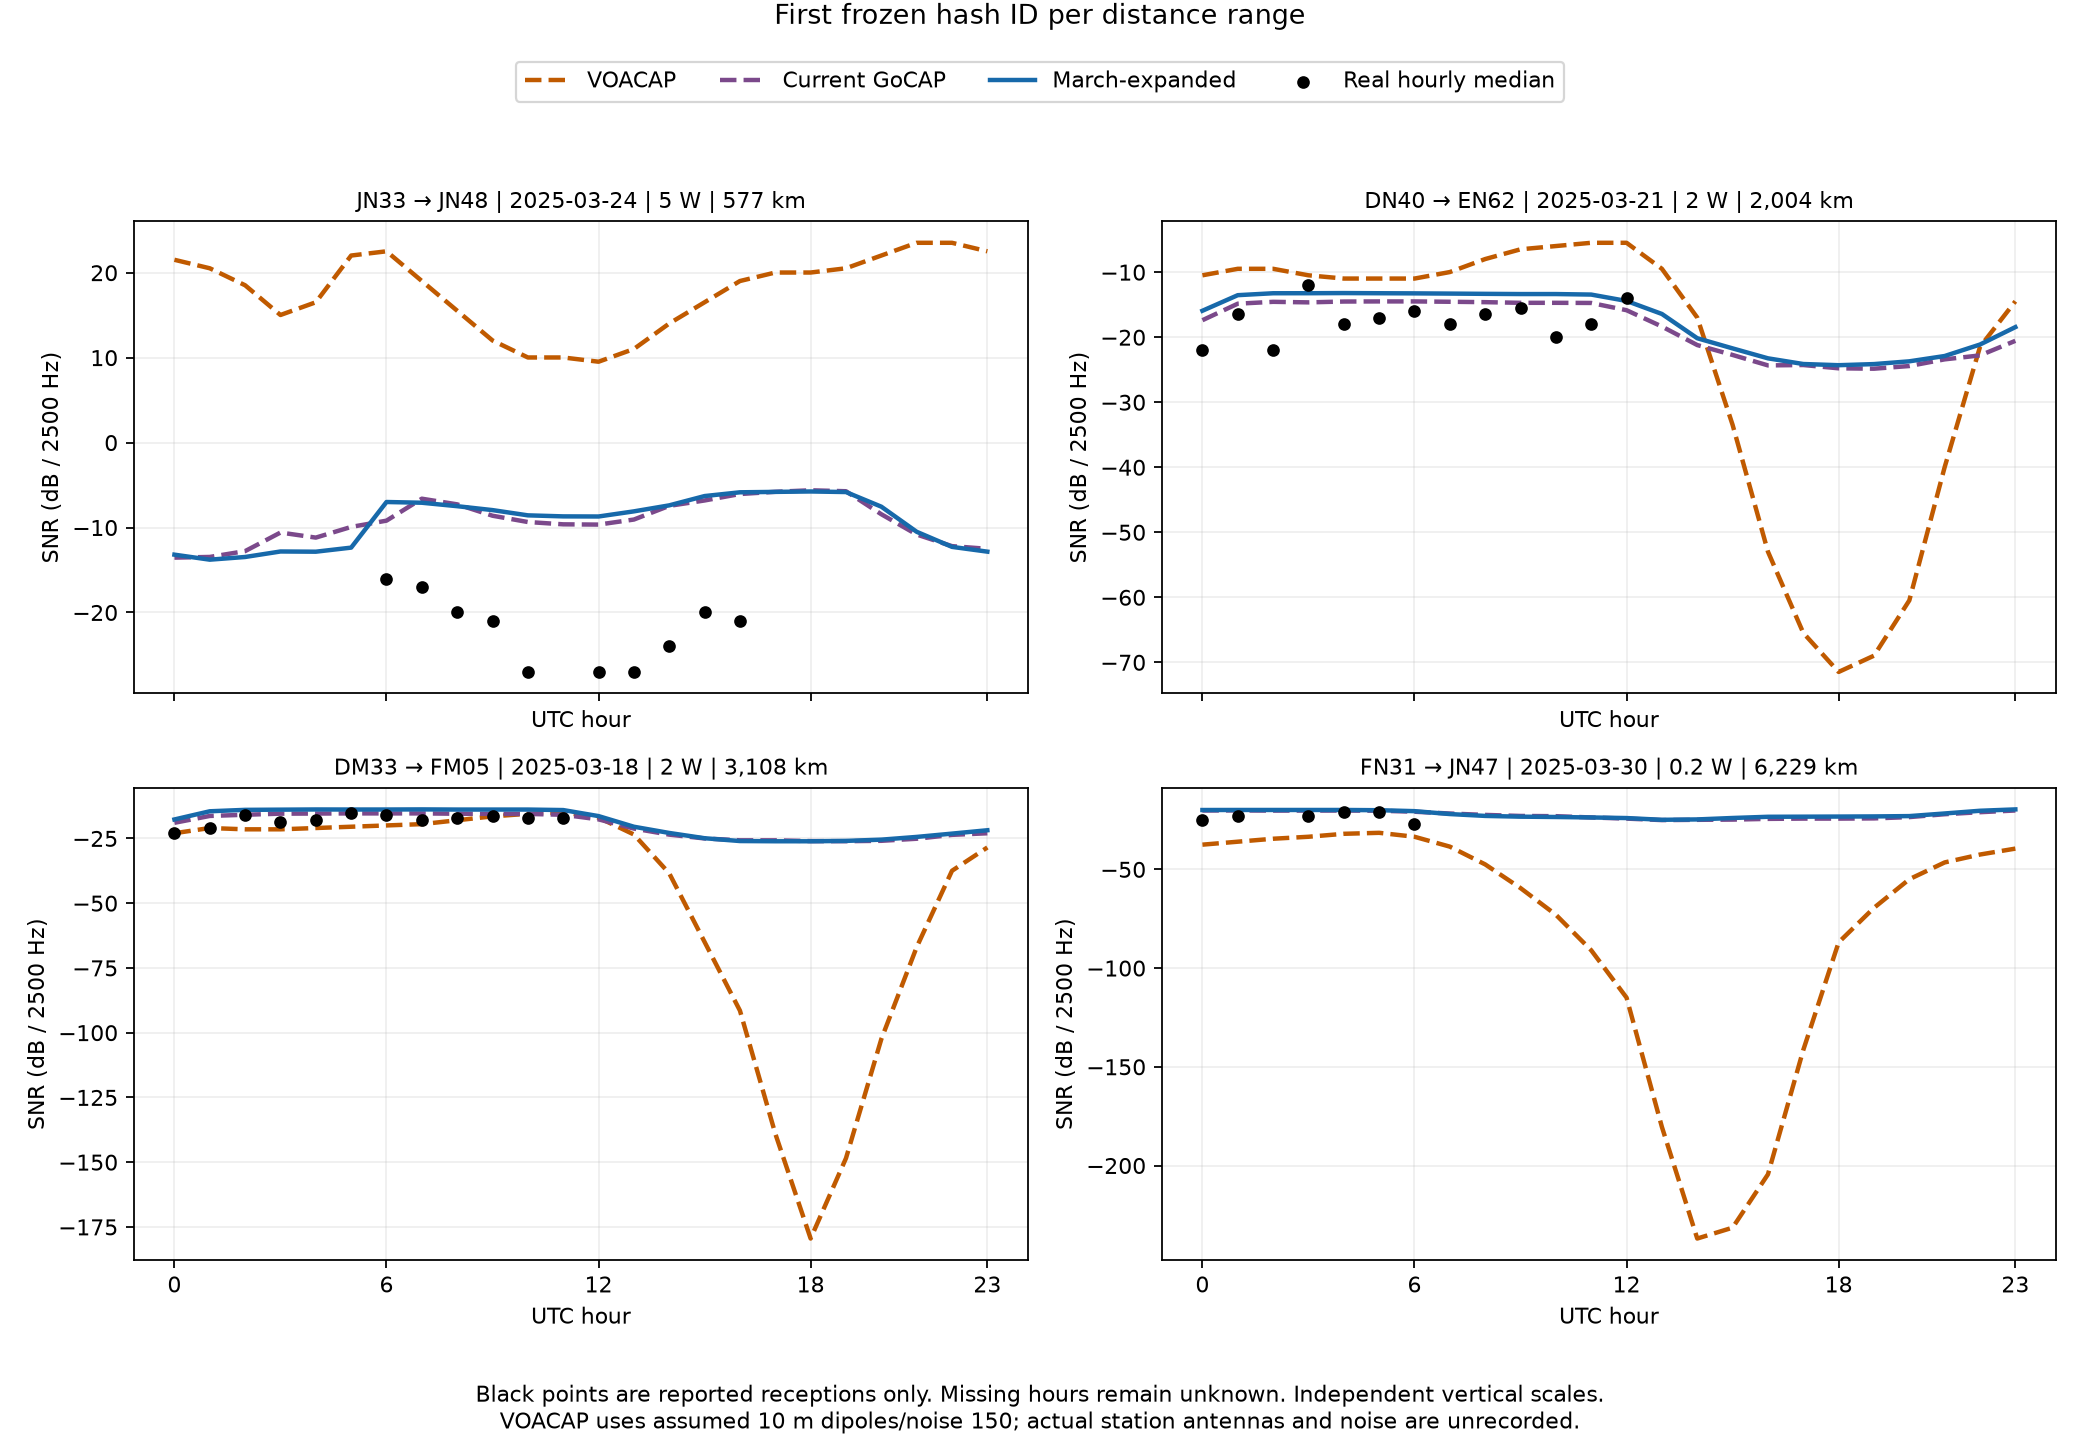 First frozen hash ID per distance range
VOACAP
Current GoCAP
March-expanded
Real hourly median
JN33 → JN48 | 2025-03-24 | 5 W | 577 km
SNR (dB / 2500 Hz)
20
10
0
−10
−20
UTC hour
DN40 → EN62 | 2025-03-21 | 2 W | 2,004 km
SNR (dB / 2500 Hz)
−10
−20
−30
−40
−50
−60
−70
UTC hour
DM33 → FM05 | 2025-03-18 | 2 W | 3,108 km
SNR (dB / 2500 Hz)
−25
−50
−75
−100
−125
−150
−175
0 6 12 18 23
UTC hour
FN31 → JN47 | 2025-03-30 | 0.2 W | 6,229 km
SNR (dB / 2500 Hz)
−50
−100
−150
−200
0 6 12 18 23
UTC hour
Black points are reported receptions only. Missing hours remain unknown. Independent vertical scales.
VOACAP uses assumed 10 m dipoles/noise 150; actual station antennas and noise are unrecorded.